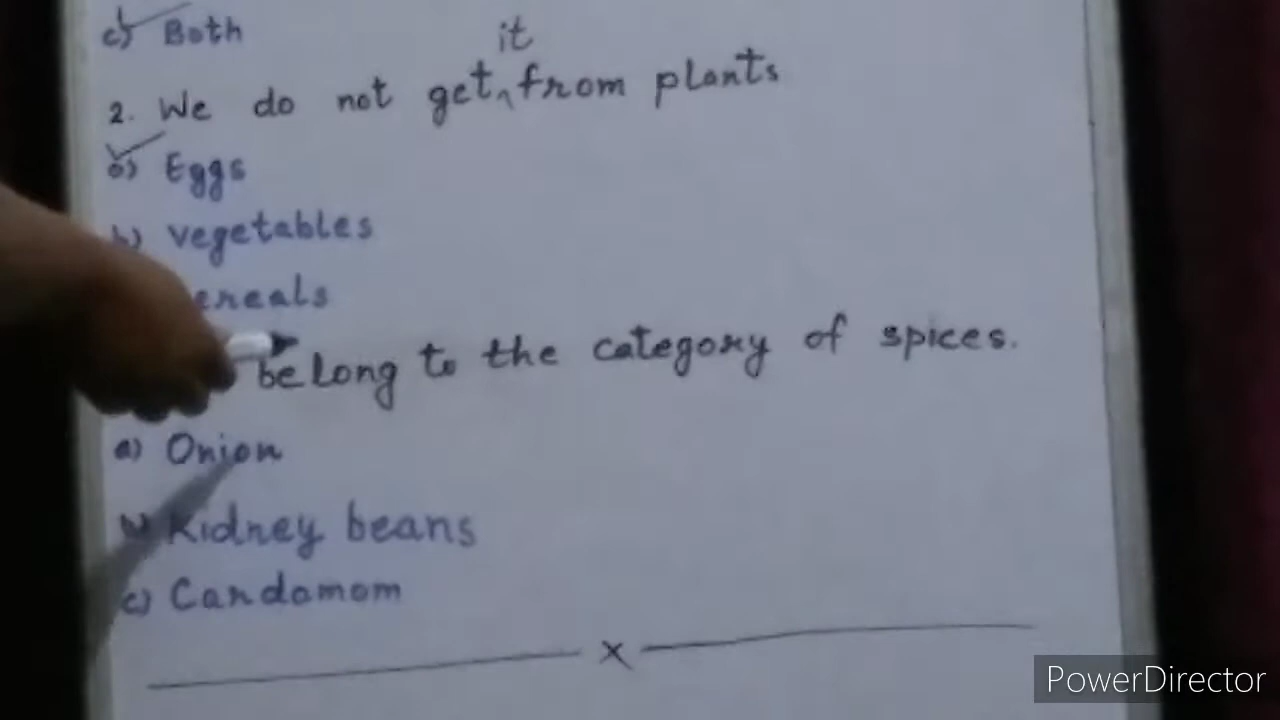 c) Both
it
2. We do not get, from plants
a) Eggs
b) vegetables
ereals
belong to the category of spices.
a) Onion
b) Kidney beans
c) Cardamom
x
PowerDirector